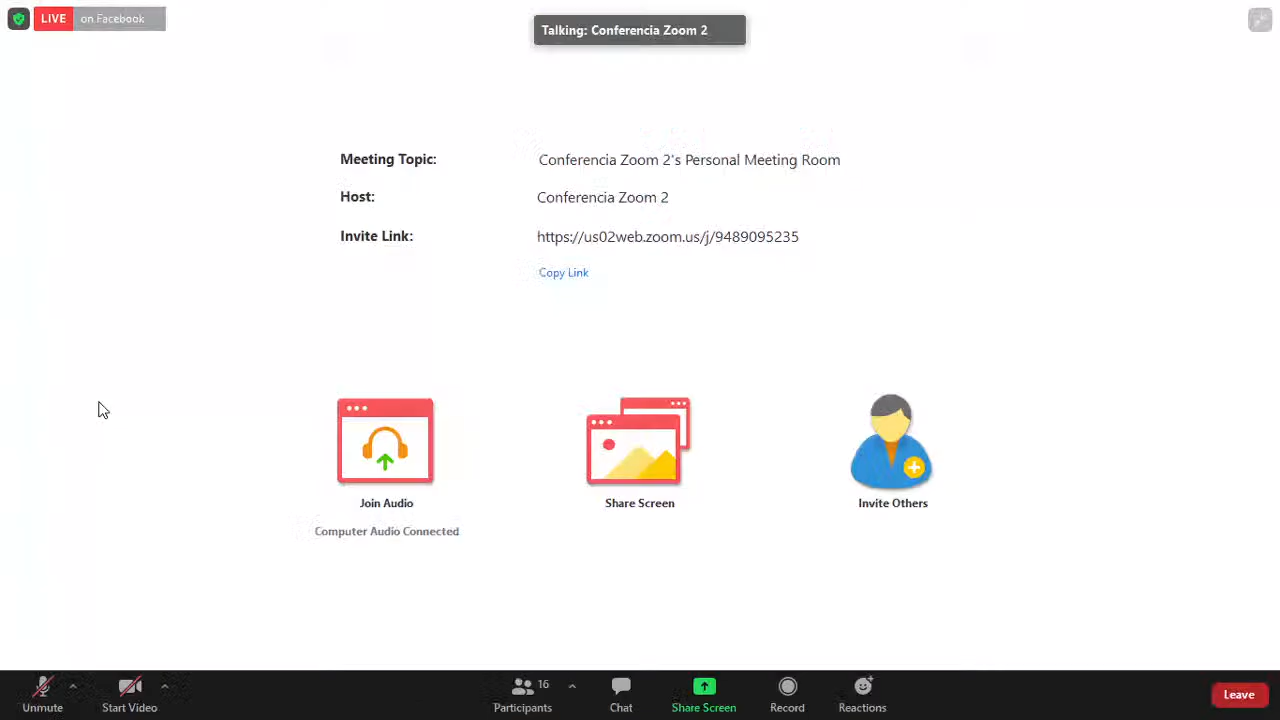 LIVE on Facebook
Talking: Conferencia Zoom 2
Meeting Topic: Conferencia Zoom 2's Personal Meeting Room
Host: Conferencia Zoom 2
Invite Link: https://us02web.zoom.us/j/9489095235
Copy Link
Join Audio Share Screen Invite Others
Computer Audio Connected
16
Unmute Start Video Participants Chat Share Screen Record Reactions Leave